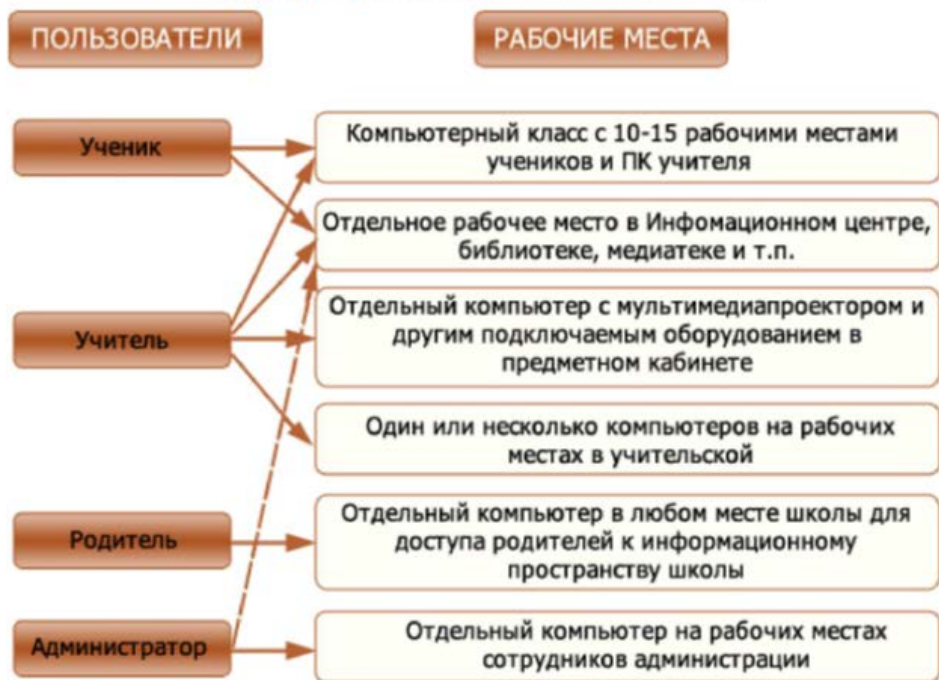 ПОЛЬЗОВАТЕЛИ
РАБОЧИЕ МЕСТА
Ученик
Компьютерный класс с 10-15 рабочими местами
учеников и ПК учителя
Отдельное рабочее место в Инфомационном центре,
библиотеке, медиатеке и т.п.
Учитель
Отдельный компьютер с мультимедиапроектором и
другим подключаемым оборудованием в
предметном кабинете
Один или несколько компьютеров на рабочих
местах в учительской
Родитель
Отдельный компьютер в любом месте школы для
доступа родителей к информационному
пространству школы
Администратор
Отдельный компьютер на рабочих местах
сотрудников администрации